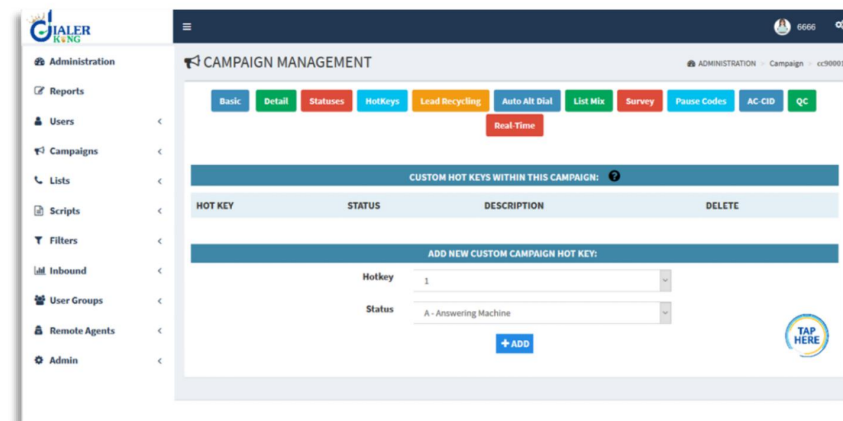 DIALER
KING
6666
Administration
CAMPAIGN MANAGEMENT
ADMINISTRATION > Campaign > cc90001
Reports
Basic Detail Statuses HotKeys Lead Recycling Auto Alt Dial List Mix Survey Pause Codes AC-CID QC
Users
Real-Time
Campaigns
Lists
CUSTOM HOT KEYS WITHIN THIS CAMPAIGN: ?
Scripts
HOT KEY STATUS DESCRIPTION DELETE
Filters
ADD NEW CUSTOM CAMPAIGN HOT KEY:
Inbound
Hotkey 1
User Groups
Status A - Answering Machine
Remote Agents
TAP
HERE
+ ADD
Admin